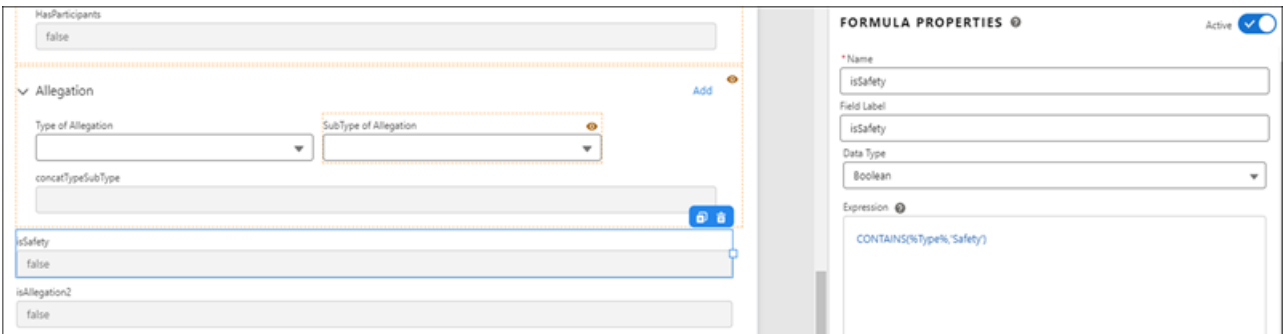 HasParticipants
false
Allegation
Add
Type of Allegation
SubType of Allegation
concatTypeSubType
isSafety
false
isAllegation2
false
FORMULA PROPERTIES
Active
*Name
isSafety
Field Label
isSafety
Data Type
Boolean
Expression
CONTAINS(%Type%,'Safety')